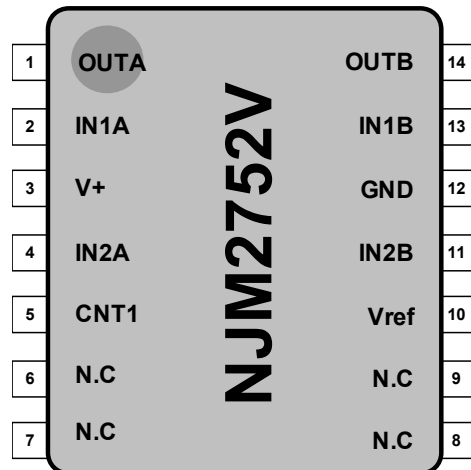 1 OUTA OUTB 14
2 IN1A IN1B 13
3 V+ GND 12
4 IN2A IN2B 11
5 CNT1 Vref 10
6 N.C N.C 9
7 N.C N.C 8
NJM2752V